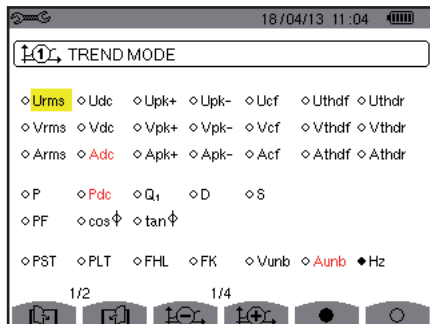 18/04/13 11:04
1 TREND MODE
Urms Udc Upk+ Upk- Ucf Uthdf Uthdr
Vrms Vdc Vpk+ Vpk- Vcf Vthdf Vthdr
Arms Adc Apk+ Apk- Acf Athdf Athdr
P Pdc Q₁ D S
PF cosΦ tanΦ
PST PLT FHL FK Vunb Aunb Hz
1/2 1/4